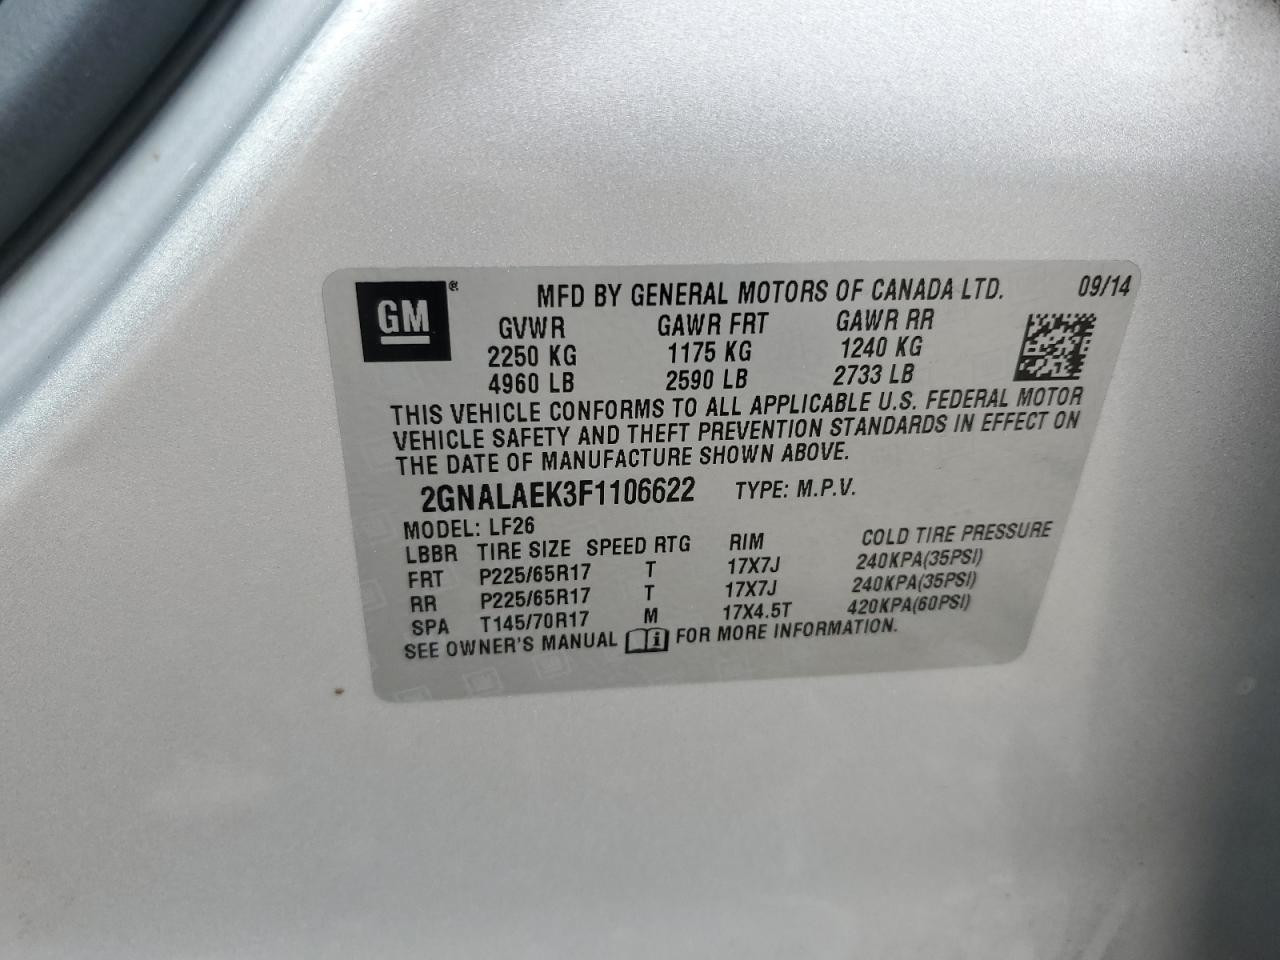 GM® MFD BY GENERAL MOTORS OF CANADA LTD. 09/14
GVWR GAWR FRT GAWR RR
2250 KG 1175 KG 1240 KG
4960 LB 2590 LB 2733 LB
THIS VEHICLE CONFORMS TO ALL APPLICABLE U.S. FEDERAL MOTOR
VEHICLE SAFETY AND THEFT PREVENTION STANDARDS IN EFFECT ON
THE DATE OF MANUFACTURE SHOWN ABOVE.
2GNALAEK3F1106622 TYPE: M.P.V.
MODEL: LF26
LBBR TIRE SIZE SPEED RTG RIM COLD TIRE PRESSURE
FRT P225/65R17 T 17X7J 240KPA(35PSI)
RR P225/65R17 T 17X7J 240KPA(35PSI)
SPA T145/70R17 M 17X4.5T 420KPA(60PSI)
SEE OWNER'S MANUAL FOR MORE INFORMATION.